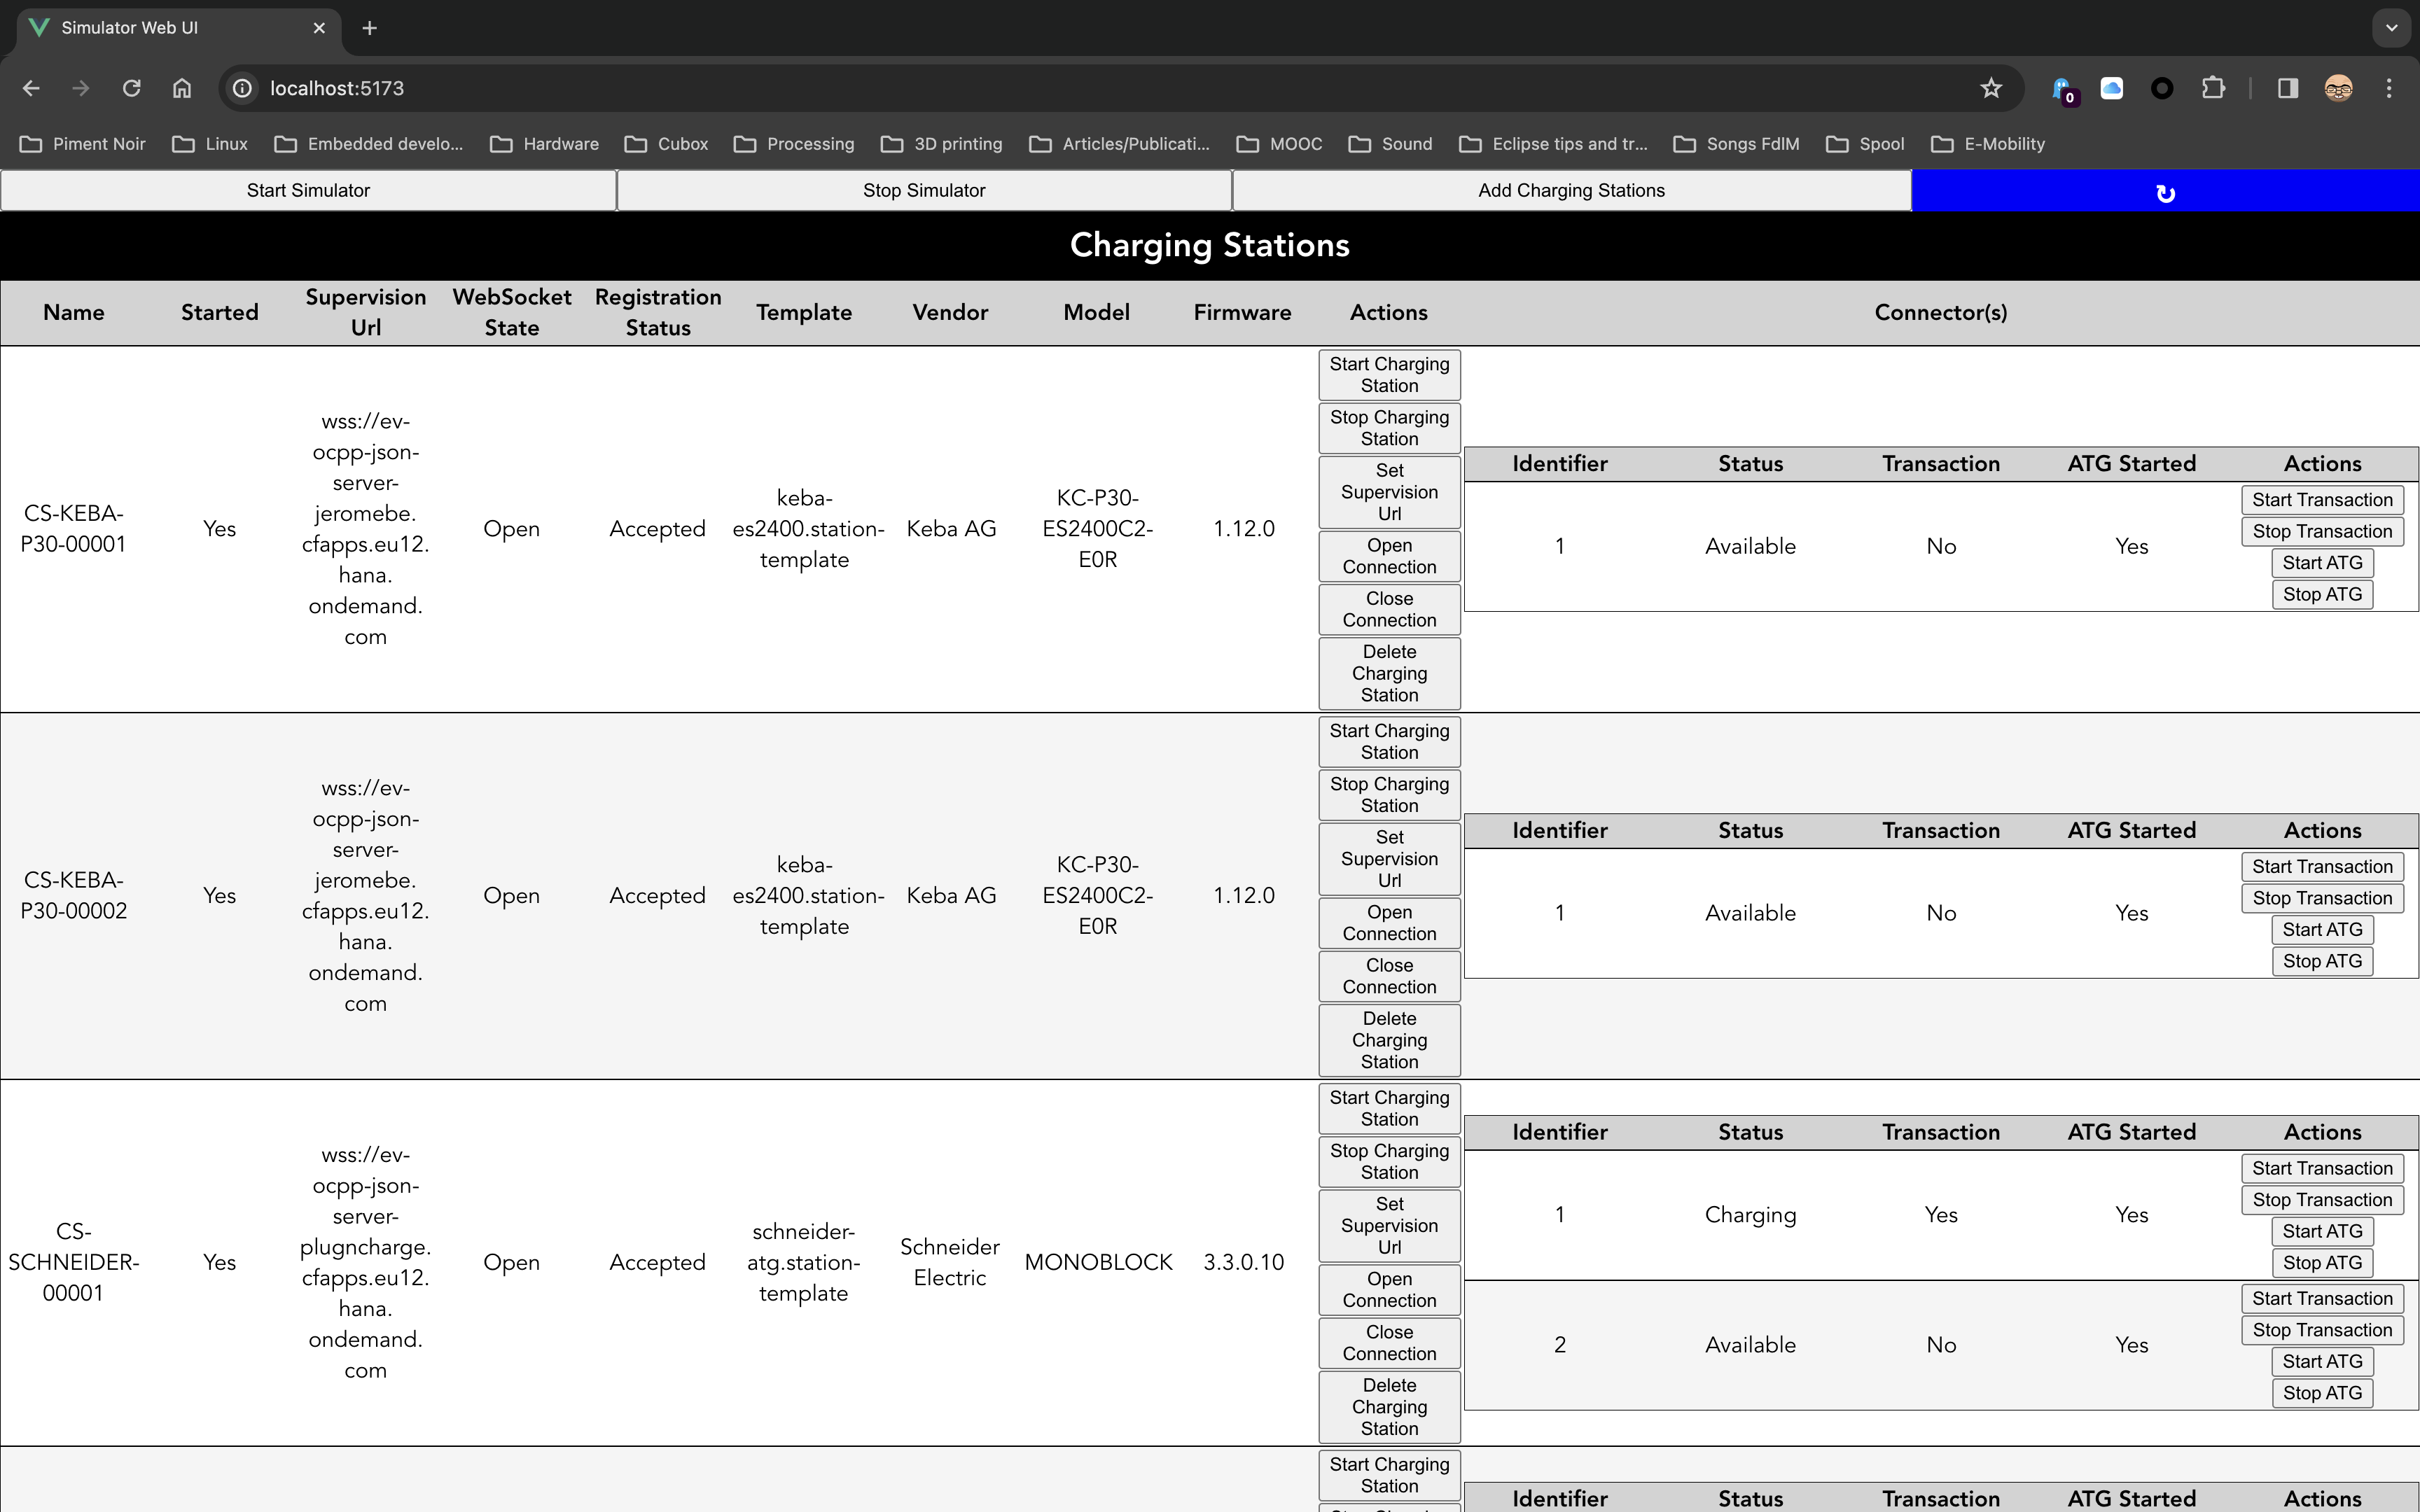 Simulator Web UI
localhost:5173
0
Piment Noir
Linux
Embedded develo...
Hardware
Cubox
Processing
3D printing
Articles/Publicati...
MOOC
Sound
Eclipse tips and tr...
Songs FdlM
Spool
E-Mobility
Start Simulator
Stop Simulator
Add Charging Stations
↻
Charging Stations
Name
Started
Supervision
Url
WebSocket
State
Registration
Status
Template
Vendor
Model
Firmware
Actions
Connector(s)
CS-KEBA-
P30-00001
Yes
wss://ev-
ocpp-json-
server-
jeromebe.
cfapps.eu12.
hana.
ondemand.
com
Open
Accepted
keba-
es2400.station-
template
Keba AG
KC-P30-
ES2400C2-
E0R
1.12.0
Start Charging
Station
Stop Charging
Station
Set
Supervision
Url
Open
Connection
Close
Connection
Delete
Charging
Station
Identifier
Status
Transaction
ATG Started
Actions
1
Available
No
Yes
Start Transaction
Stop Transaction
Start ATG
Stop ATG
CS-KEBA-
P30-00002
Yes
wss://ev-
ocpp-json-
server-
jeromebe.
cfapps.eu12.
hana.
ondemand.
com
Open
Accepted
keba-
es2400.station-
template
Keba AG
KC-P30-
ES2400C2-
E0R
1.12.0
Start Charging
Station
Stop Charging
Station
Set
Supervision
Url
Open
Connection
Close
Connection
Delete
Charging
Station
Identifier
Status
Transaction
ATG Started
Actions
1
Available
No
Yes
Start Transaction
Stop Transaction
Start ATG
Stop ATG
CS-
SCHNEIDER-
00001
Yes
wss://ev-
ocpp-json-
server-
plugncharge.
cfapps.eu12.
hana.
ondemand.
com
Open
Accepted
schneider-
atg.station-
template
Schneider
Electric
MONOBLOCK
3.3.0.10
Start Charging
Station
Stop Charging
Station
Set
Supervision
Url
Open
Connection
Close
Connection
Delete
Charging
Station
Identifier
Status
Transaction
ATG Started
Actions
1
Charging
Yes
Yes
Start Transaction
Stop Transaction
Start ATG
Stop ATG
2
Available
No
Yes
Start Transaction
Stop Transaction
Start ATG
Stop ATG
Start Charging
Station
Identifier
Status
Transaction
ATG Started
Actions